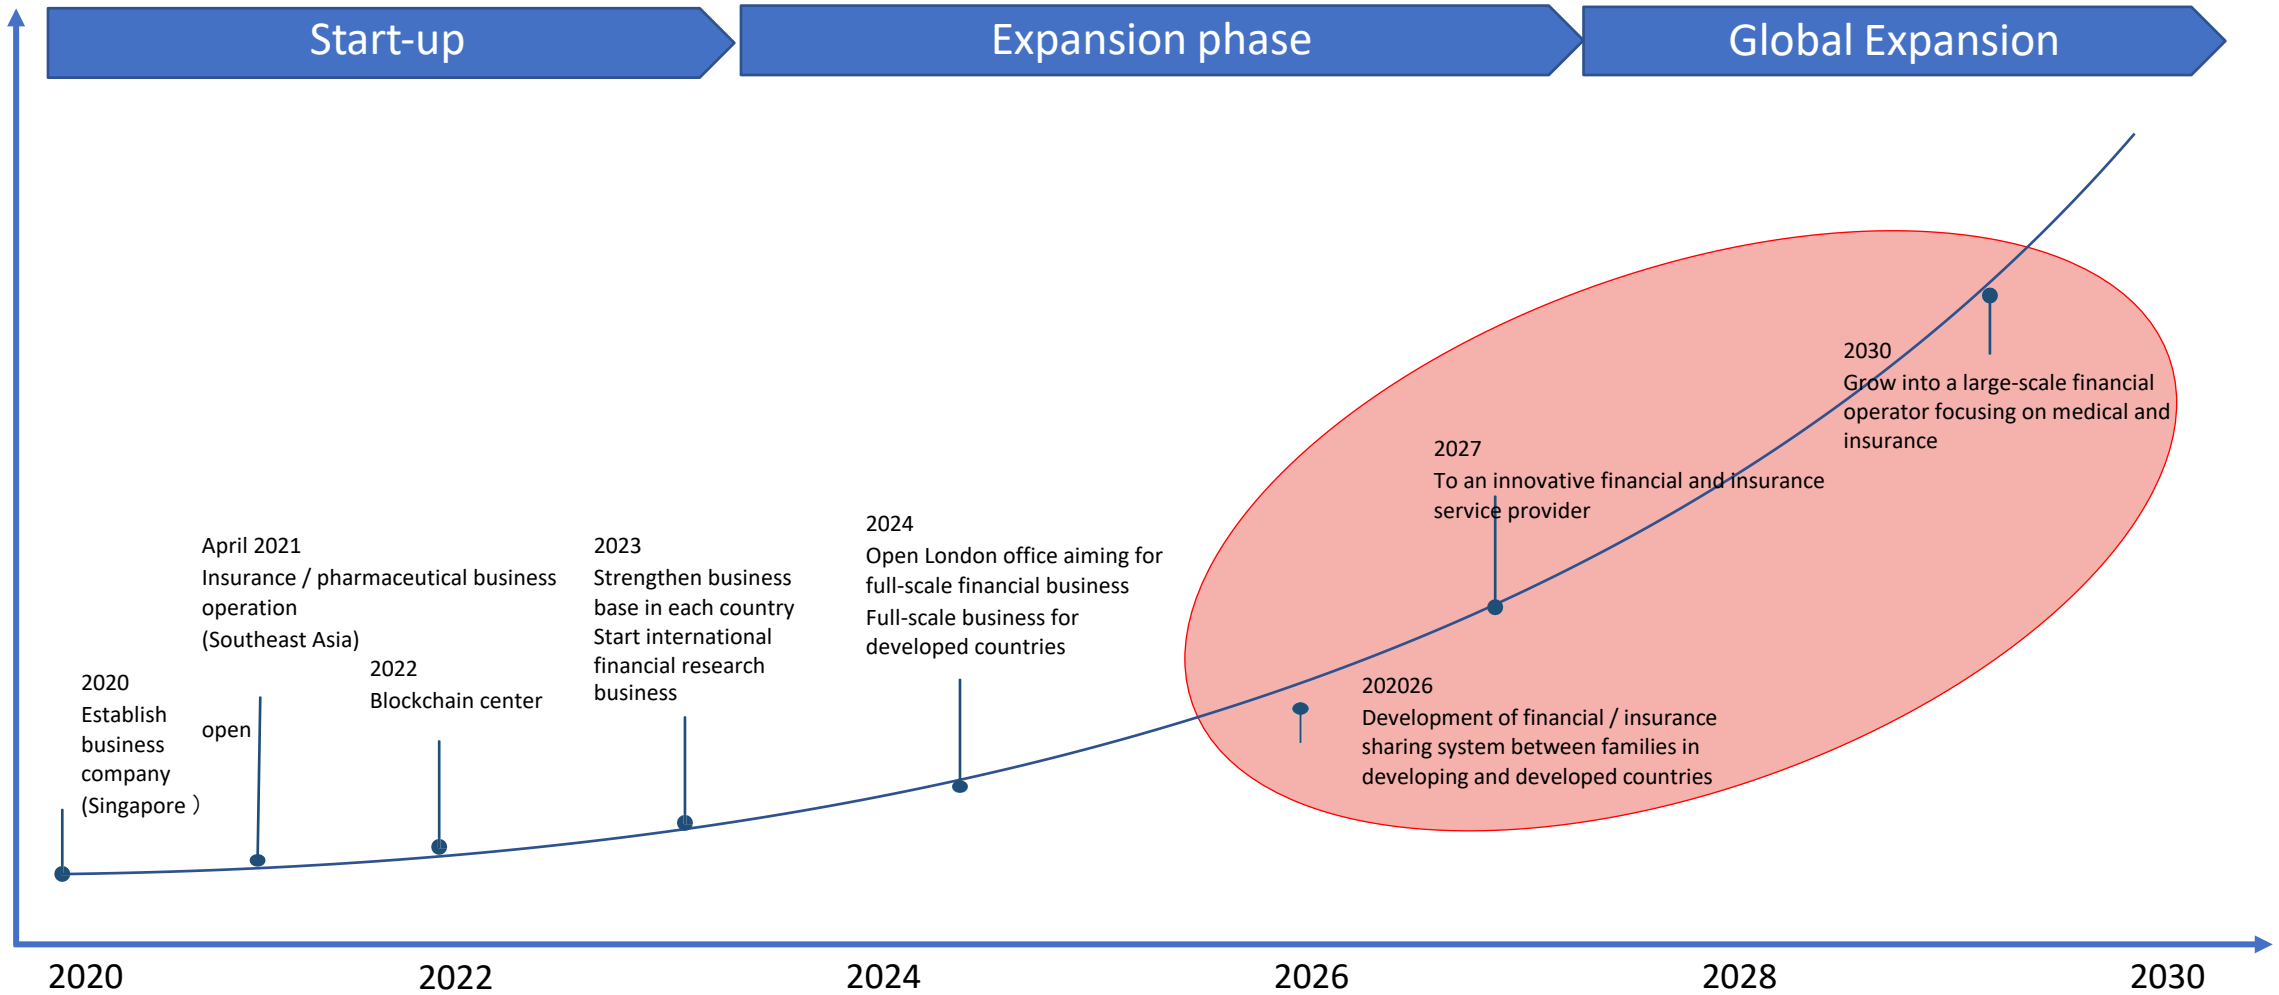 Start-up
Expansion phase
Global Expansion
2020
Establish
business
company
(Singapore ）
April 2021
Insurance / pharmaceutical business
operation
(Southeast Asia)
open
2022
Blockchain center
2023
Strengthen business
base in each country
Start international
financial research
business
2024
Open London office aiming for
full-scale financial business
Full-scale business for
developed countries
202026
Development of financial / insurance
sharing system between families in
developing and developed countries
2027
To an innovative financial and insurance
service provider
2030
Grow into a large-scale financial
operator focusing on medical and
insurance
2020
2022
2024
2026
2028
2030